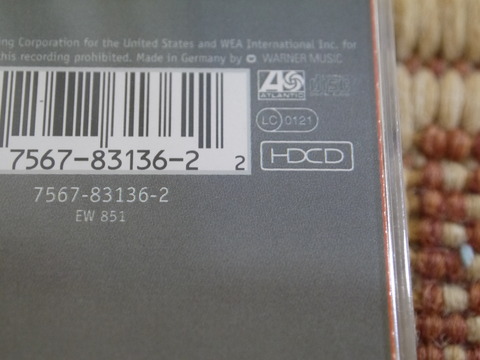 ng Corporation for the United States and WEA International Inc. for
this recording prohibited. Made in Germany by WARNER MUSIC
ATLANTIC
LC 0121
7567-83136-2 2
HDCD
7567-83136-2
EW 851